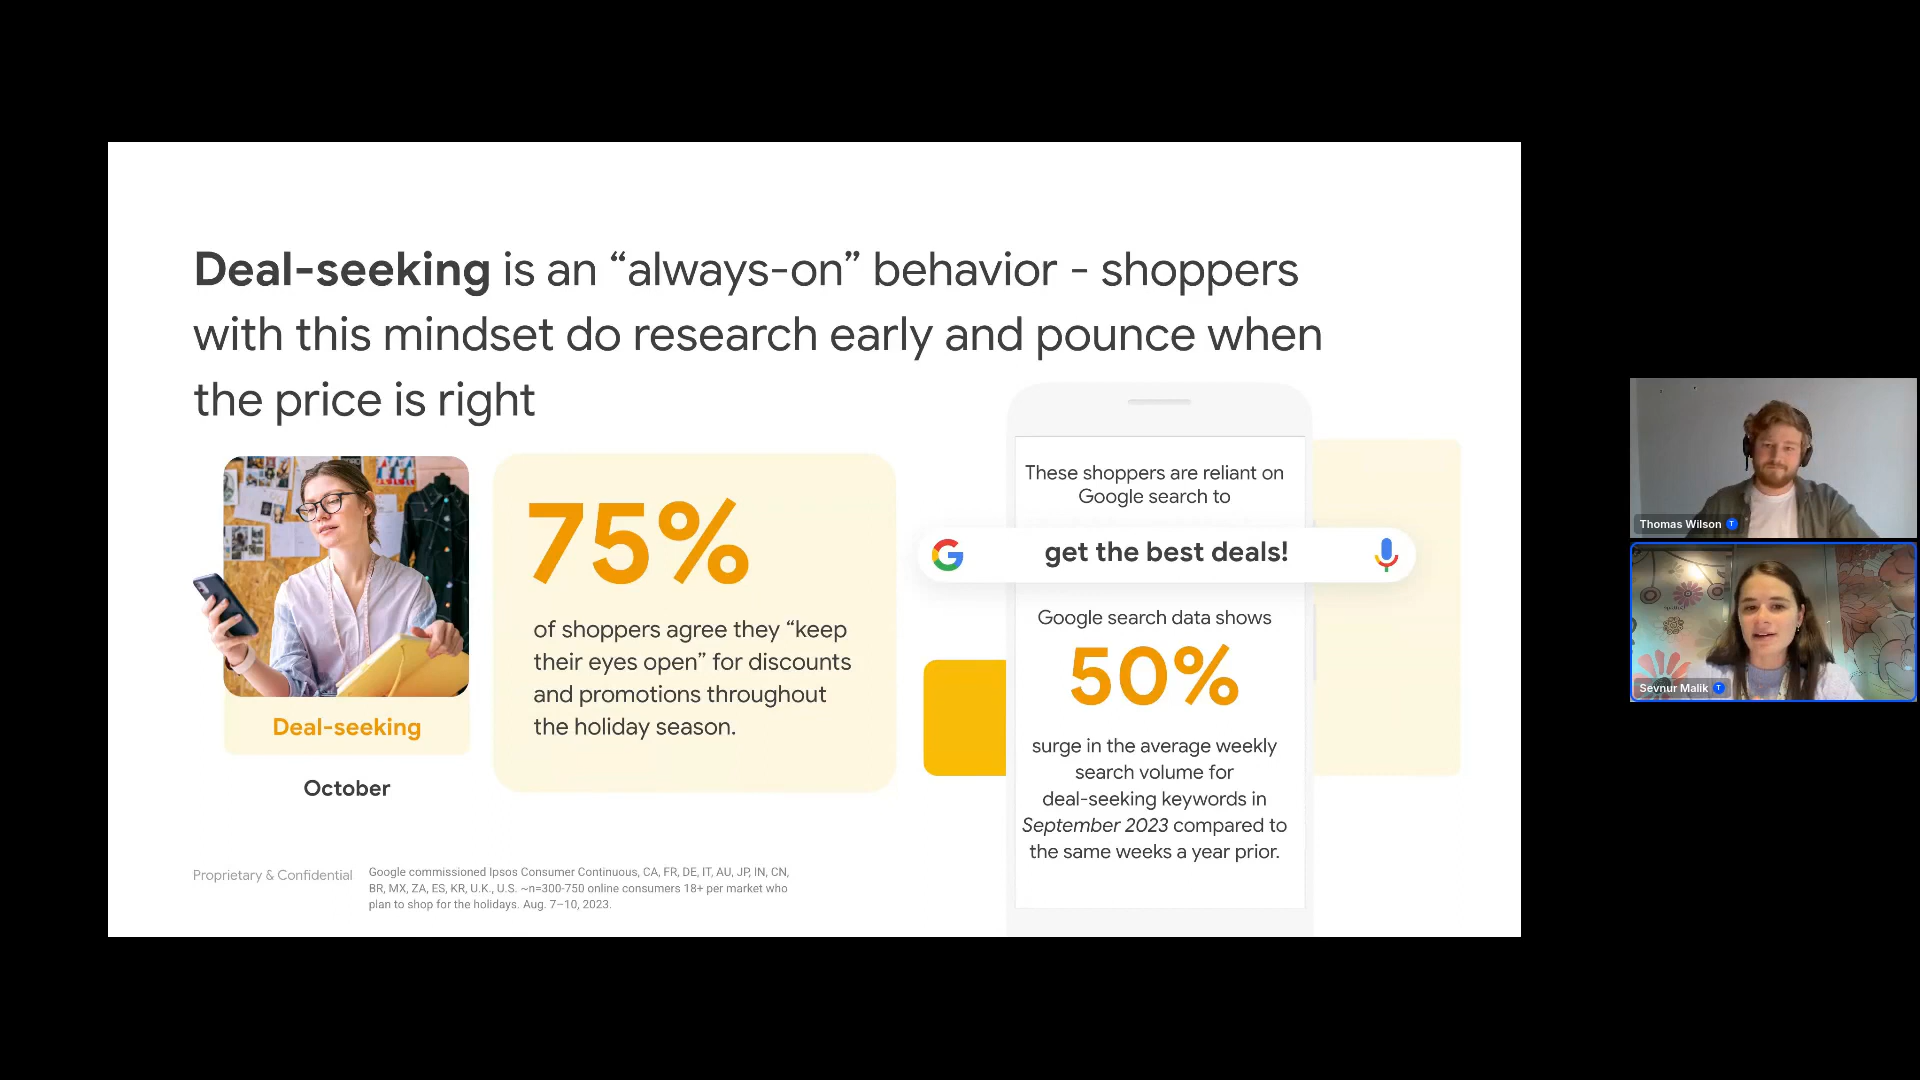 Deal-seeking is an “always-on” behavior - shoppers
with this mindset do research early and pounce when
the price is right
75%
of shoppers agree they “keep
their eyes open” for discounts
and promotions throughout
the holiday season.
Deal-seeking
October
These shoppers are reliant on
Google search to
get the best deals!
Google search data shows
50%
surge in the average weekly
search volume for
deal-seeking keywords in
September 2023 compared to
the same weeks a year prior.
Proprietary & Confidential
Google commissioned Ipsos Consumer Continuous, CA, FR, DE, IT, AU, JP, IN, CN,
BR, MX, ZA, ES, KR, U.K., U.S. ~n=300-750 online consumers 18+ per market who
plan to shop for the holidays. Aug. 7–10, 2023.
Thomas Wilson T
Sevnur Malik T